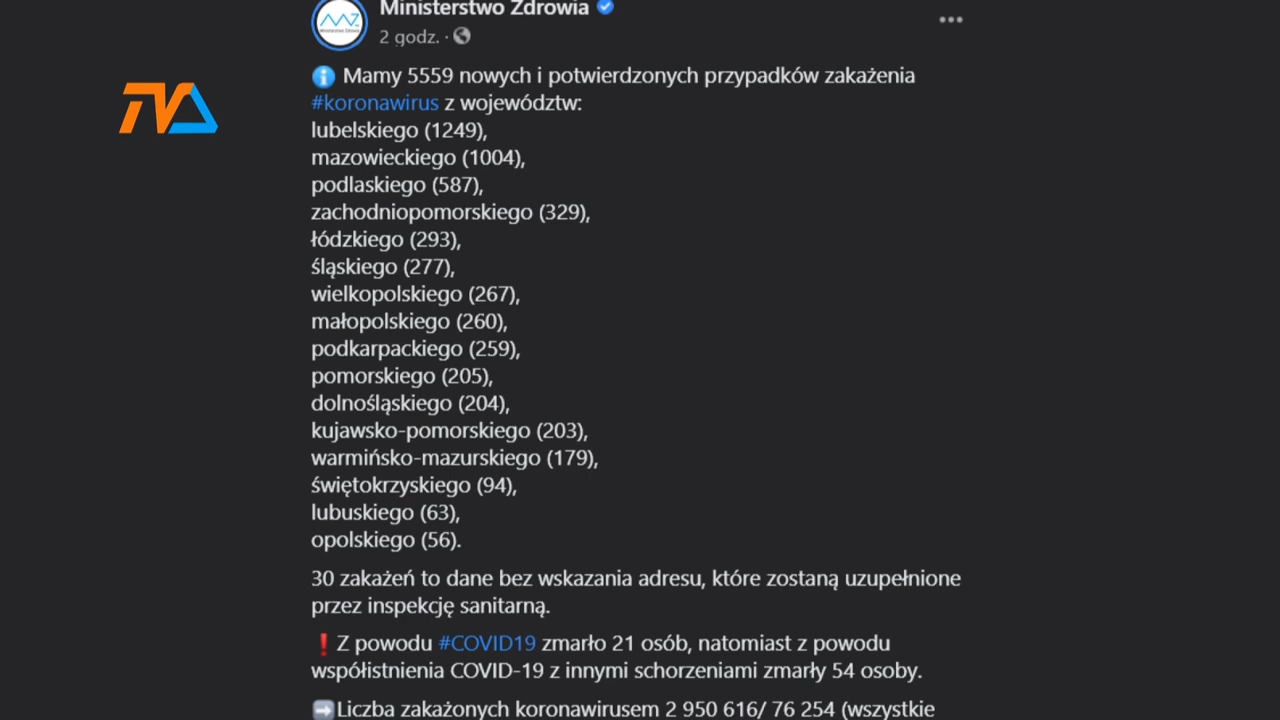 Ministerstwo Zdrowia
2 godz. ·
TVA
Mamy 5559 nowych i potwierdzonych przypadków zakażenia
#koronawirus z województw:
lubelskiego (1249),
mazowieckiego (1004),
podlaskiego (587),
zachodniopomorskiego (329),
łódzkiego (293),
śląskiego (277),
wielkopolskiego (267),
małopolskiego (260),
podkarpackiego (259),
pomorskiego (205),
dolnośląskiego (204),
kujawsko-pomorskiego (203),
warmińsko-mazurskiego (179),
świętokrzyskiego (94),
lubuskiego (63),
opolskiego (56).
30 zakażeń to dane bez wskazania adresu, które zostaną uzupełnione
przez inspekcję sanitarną.
❗Z powodu #COVID19 zmarło 21 osób, natomiast z powodu
współistnienia COVID-19 z innymi schorzeniami zmarły 54 osoby.
➡Liczba zakażonych koronawirusem 2 950 616/ 76 254 (wszystkie